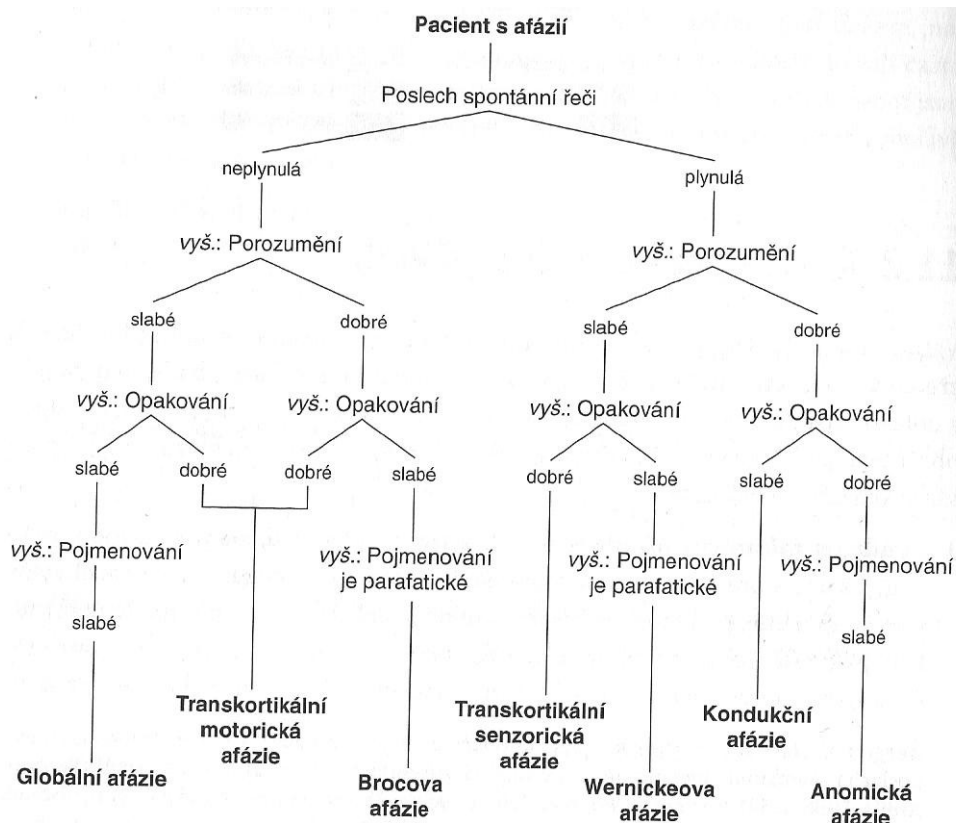 Pacient s afázií
Poslech spontánní řeči
neplynulá
plynulá
vyš.: Porozumění
vyš.: Porozumění
slabé
dobré
slabé
dobré
vyš.: Opakování
vyš.: Opakování
vyš.: Opakování
vyš.: Opakování
slabé
dobré
dobré
slabé
dobré
slabé
slabé
dobré
vyš.: Pojmenování
vyš.: Pojmenování
je parafatické
vyš.: Pojmenování
je parafatické
vyš.: Pojmenování
slabé
slabé
Transkortikální
motorická
afázie
Transkortikální
senzorická
afázie
Kondukční
afázie
Globální afázie
Brocova
afázie
Wernickeova
afázie
Anomická
afázie